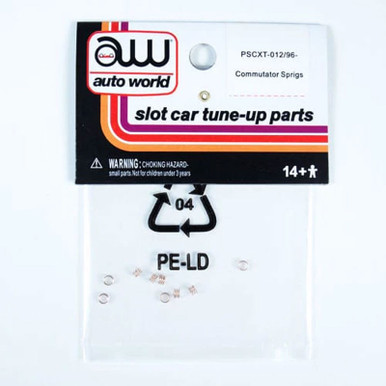 aw
auto world
PSCXT-012/96-
Commutator Sprigs
slot car tune-up parts
WARNING: CHOKING HAZARD-
small parts. Not for children under 3 years
14+
04
PE-LD